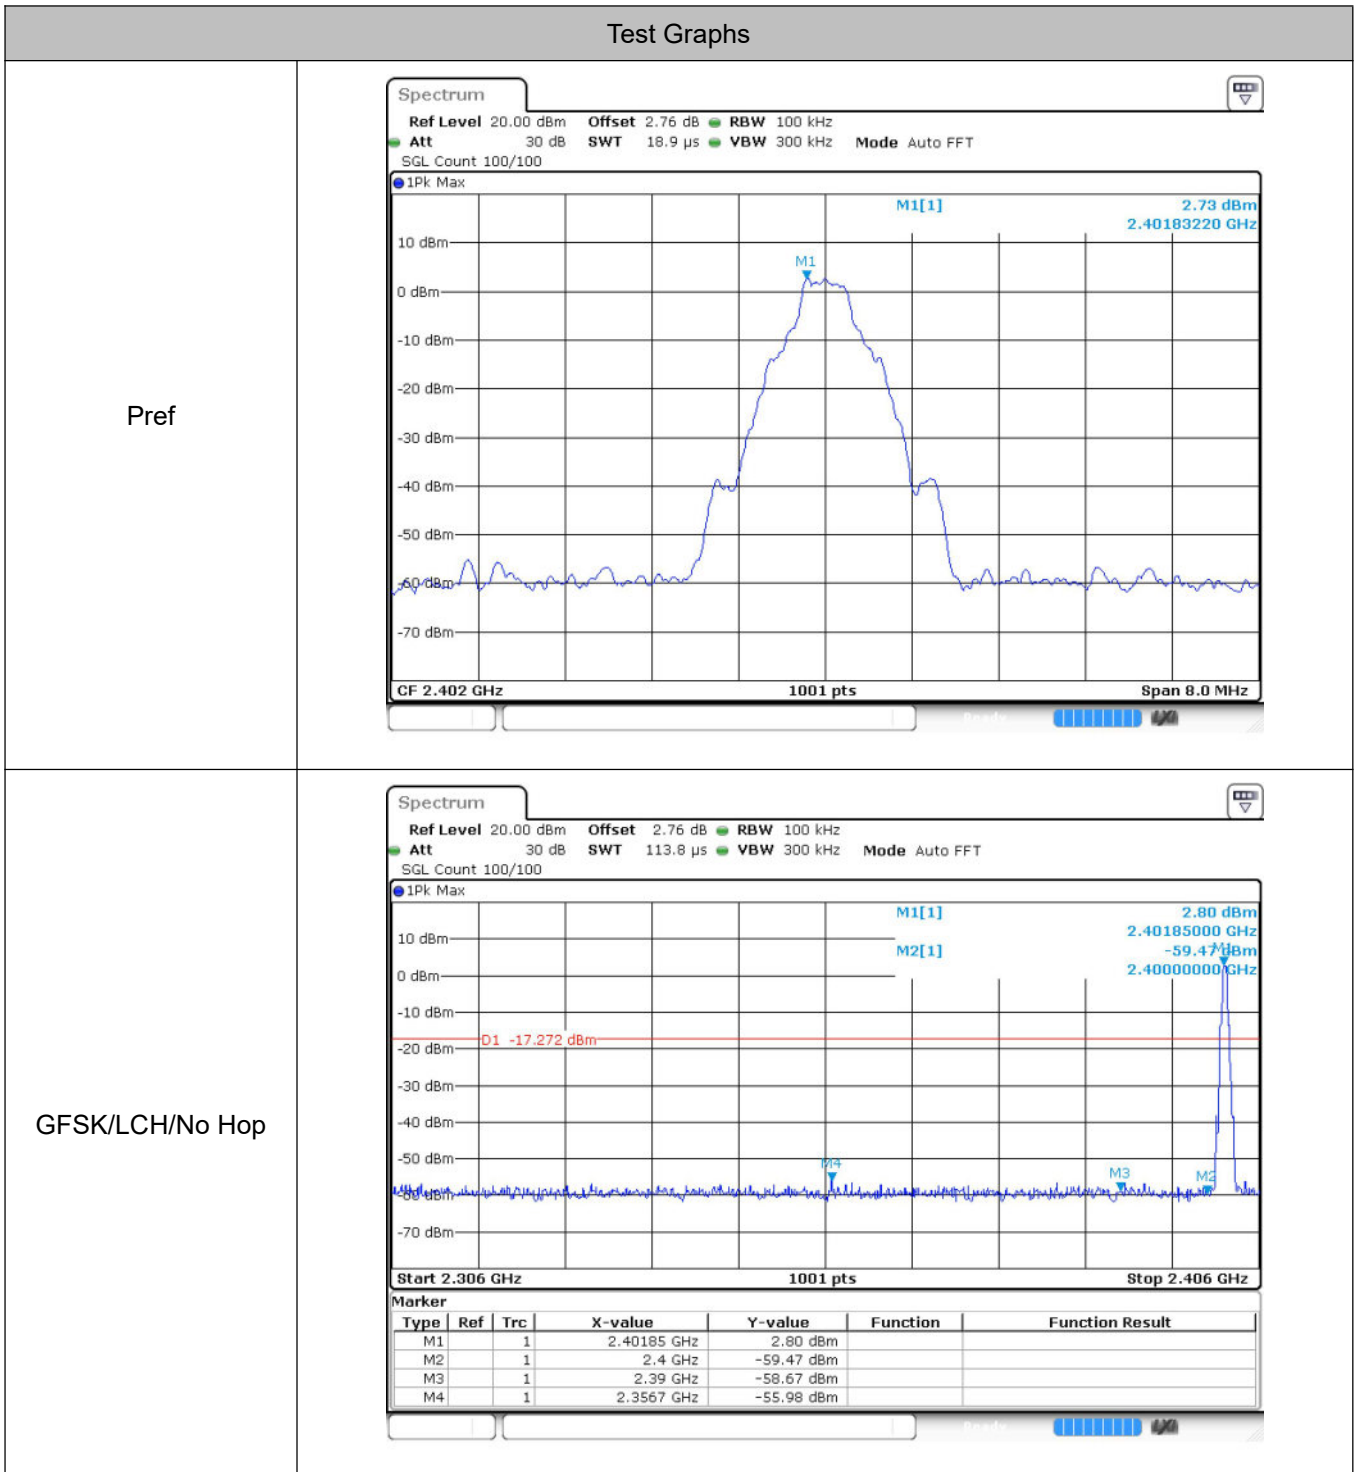 Test Graphs
Pref
Spectrum
Ref Level 20.00 dBm Offset 2.76 dB RBW 100 kHz
Att 30 dB SWT 18.9 µs VBW 300 kHz Mode Auto FFT
SGL Count 100/100
1Pk Max
M1[1] 2.73 dBm
2.40183220 GHz
10 dBm
M1
0 dBm
-10 dBm
-20 dBm
-30 dBm
-40 dBm
-50 dBm
-60 dBm
-70 dBm
CF 2.402 GHz 1001 pts Span 8.0 MHz
Ready
GFSK/LCH/No Hop
Spectrum
Ref Level 20.00 dBm Offset 2.76 dB RBW 100 kHz
Att 30 dB SWT 113.8 µs VBW 300 kHz Mode Auto FFT
SGL Count 100/100
1Pk Max
M1[1] 2.80 dBm
2.40185000 GHz
10 dBm
M2[1] -59.47 dBm
M1
2.40000000 GHz
0 dBm
-10 dBm
D1 -17.272 dBm
-20 dBm
-30 dBm
-40 dBm
-50 dBm
M4 M3 M2
-60 dBm
-70 dBm
Start 2.306 GHz 1001 pts Stop 2.406 GHz
Marker
Type Ref Trc X-value Y-value Function Function Result
M1 1 2.40185 GHz 2.80 dBm
M2 1 2.4 GHz -59.47 dBm
M3 1 2.39 GHz -58.67 dBm
M4 1 2.3567 GHz -55.98 dBm
Ready